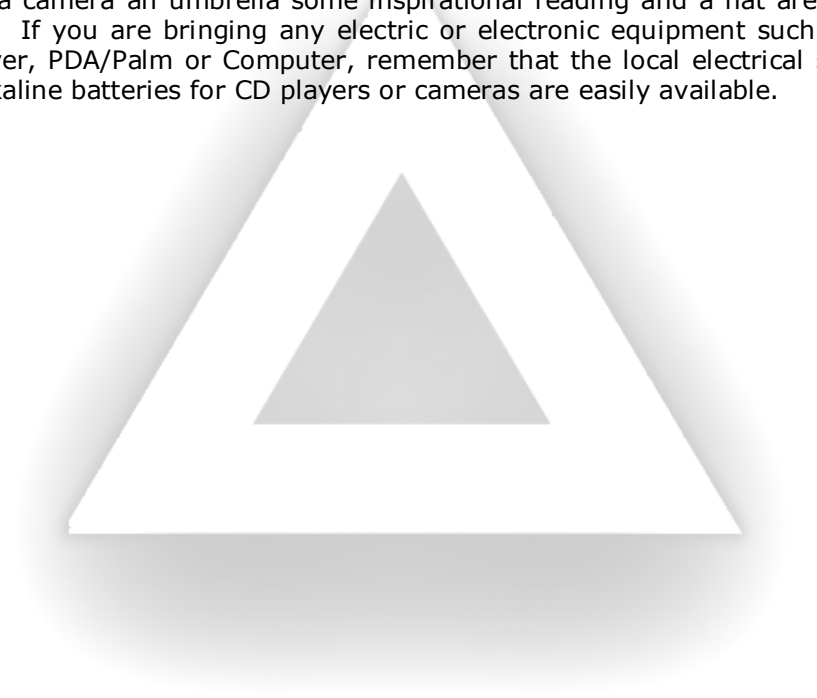 a camera an umbrella some inspirational reading and a hat are
If you are bringing any electric or electronic equipment such
PDA/Palm or Computer, remember that the local electrical
batteries for CD players or cameras are easily available.